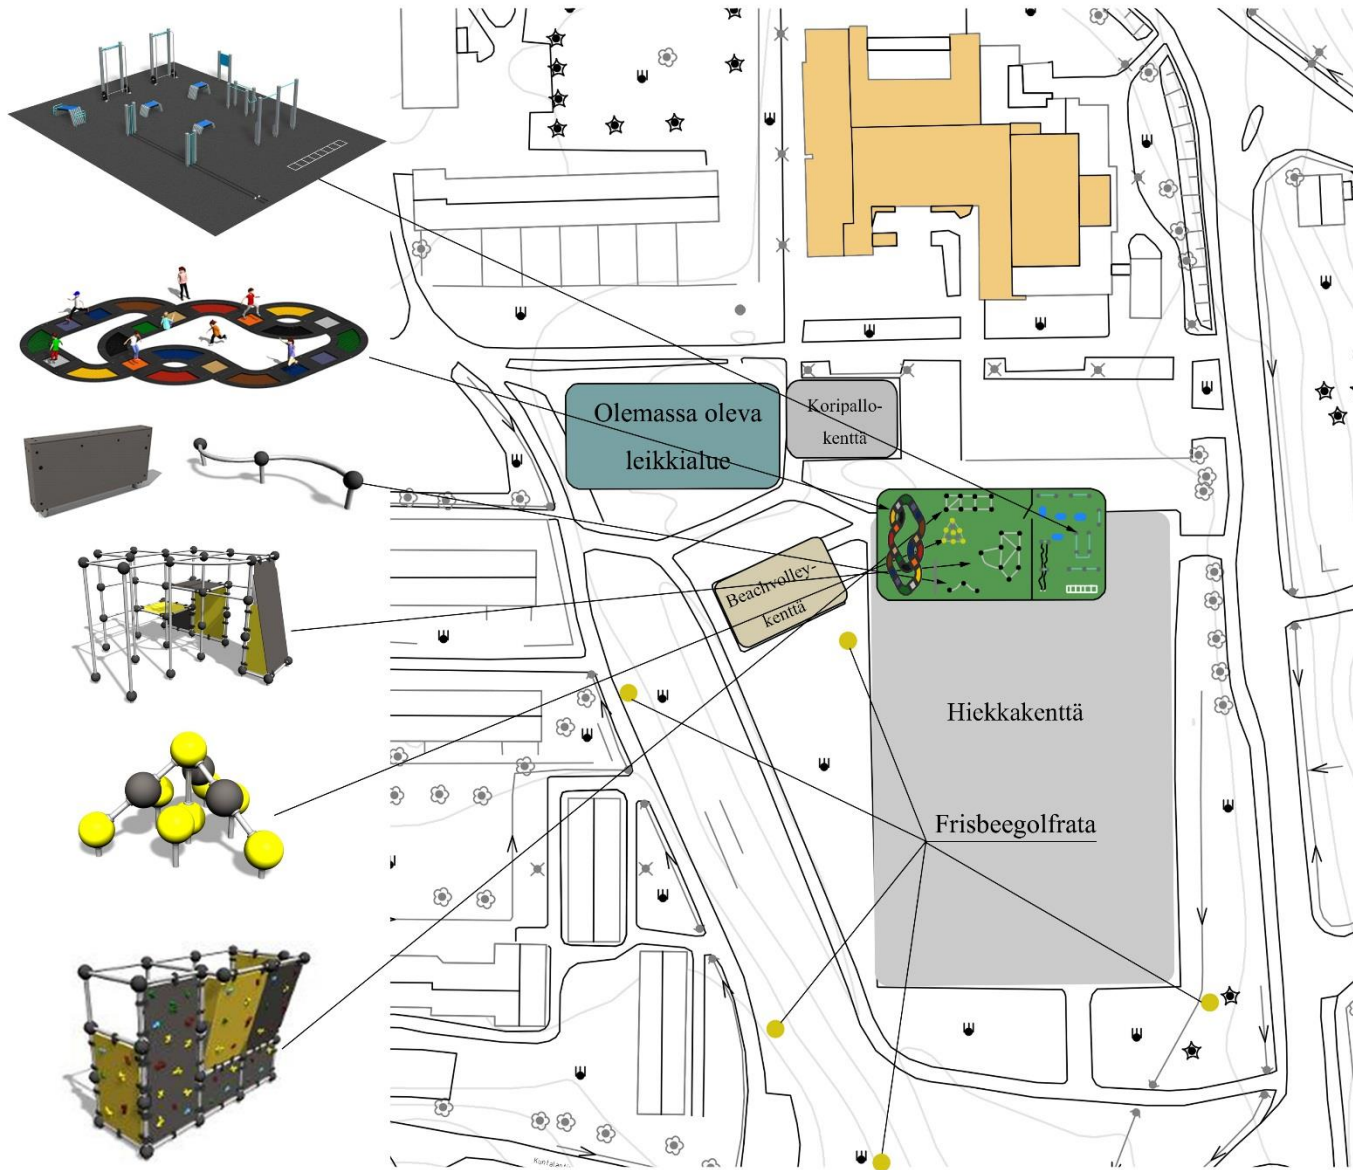 Olemassa oleva
leikkialue
Koripallo-
kenttä
Beachvolley-
kenttä
Hiekkakenttä
Frisbeegolfrata